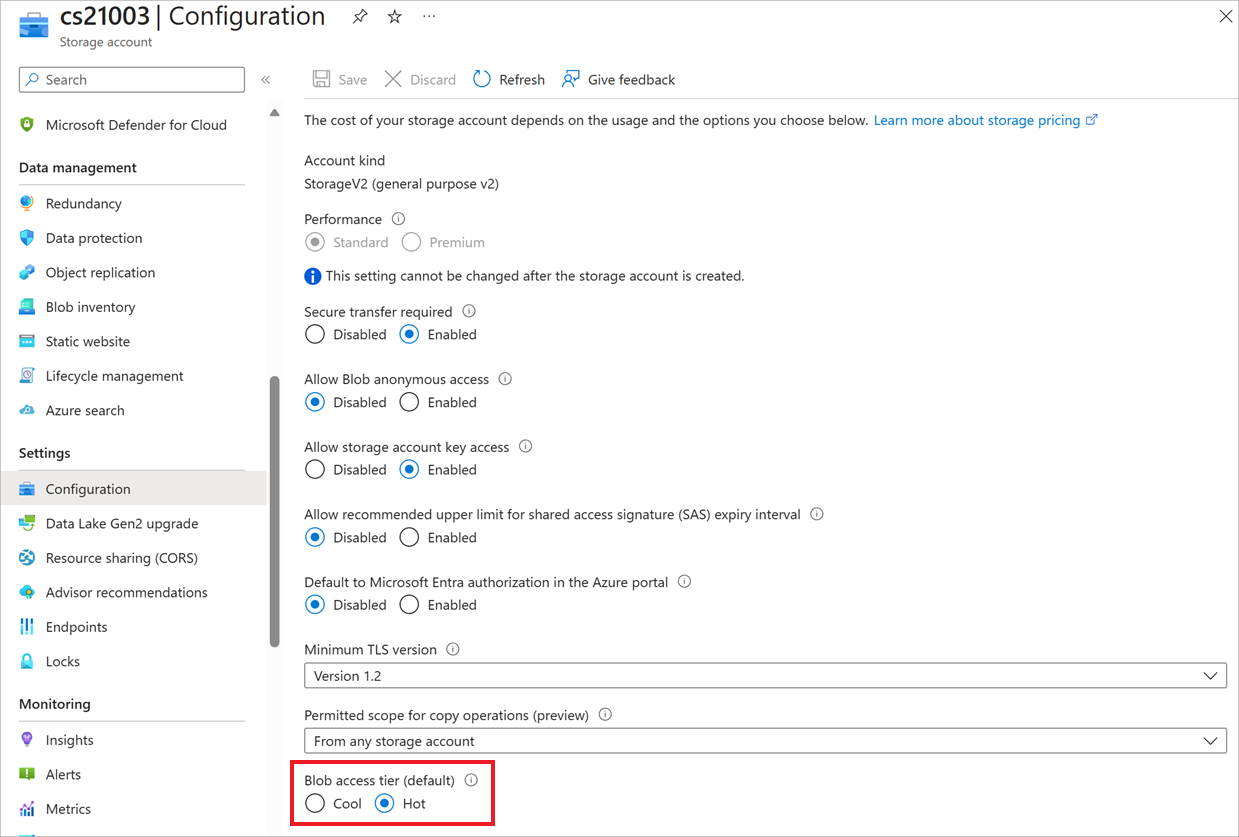 cs21003 | Configuration
Storage account
Search
Microsoft Defender for Cloud
Data management
Redundancy
Data protection
Object replication
Blob inventory
Static website
Lifecycle management
Azure search
Settings
Configuration
Data Lake Gen2 upgrade
Resource sharing (CORS)
Advisor recommendations
Endpoints
Locks
Monitoring
Insights
Alerts
Metrics
Save Discard Refresh Give feedback
The cost of your storage account depends on the usage and the options you choose below. Learn more about storage pricing
Account kind
StorageV2 (general purpose v2)
Performance
Standard Premium
This setting cannot be changed after the storage account is created.
Secure transfer required
Disabled Enabled
Allow Blob anonymous access
Disabled Enabled
Allow storage account key access
Disabled Enabled
Allow recommended upper limit for shared access signature (SAS) expiry interval
Disabled Enabled
Default to Microsoft Entra authorization in the Azure portal
Disabled Enabled
Minimum TLS version
Version 1.2
Permitted scope for copy operations (preview)
From any storage account
Blob access tier (default)
Cool Hot